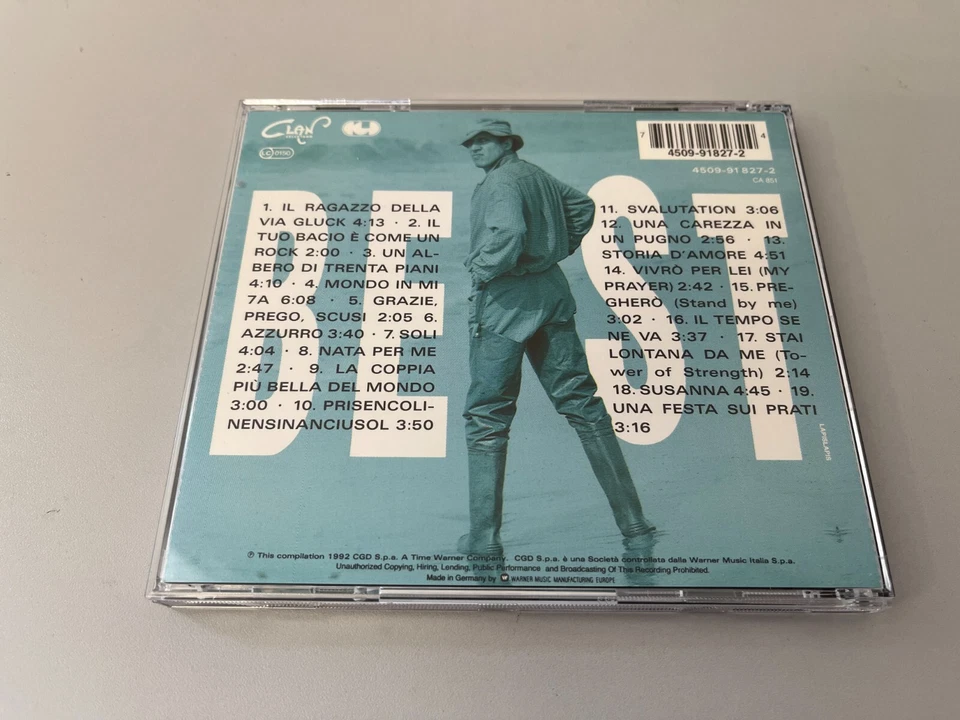 CLAN
LC 0190
7 4
4509-91827-2
4509-91 827-2
CA 851
BEST
1. IL RAGAZZO DELLA
VIA GLUCK 4:13 · 2. IL
TUO BACIO È COME UN
ROCK 2:00 · 3. UN AL-
BERO DI TRENTA PIANI
4:10 · 4. MONDO IN MI
7A 6:08 · 5. GRAZIE,
PREGO, SCUSI 2:05 6.
AZZURRO 3:40 · 7. SOLI
4:04 · 8. NATA PER ME
2:47 · 9. LA COPPIA
PIÙ BELLA DEL MONDO
3:00 · 10. PRISENCOLI-
NENSINANCIUSOL 3:50
11. SVALUTATION 3:06
12. UNA CAREZZA IN
UN PUGNO 2:56 · 13.
STORIA D'AMORE 4:51
14. VIVRÒ PER LEI (MY
PRAYER) 2:42 · 15. PRE-
GHERÒ (Stand by me)
3:02 · 16. IL TEMPO SE
NE VA 3:37 · 17. STAI
LONTANA DA ME (To-
wer of Strength) 2:14
18. SUSANNA 4:45 · 19.
UNA FESTA SUI PRATI
3:16
℗ This compilation 1992 CGD S.p.a. A Time Warner Company. CGD S.p.a. è una Società controllata dalla Warner Music Italia S.p.a.
Unauthorized Copying, Hiring, Lending, Public Performance and Broadcasting Of This Recording Prohibited.
Made in Germany by WARNER MUSIC MANUFACTURING EUROPE